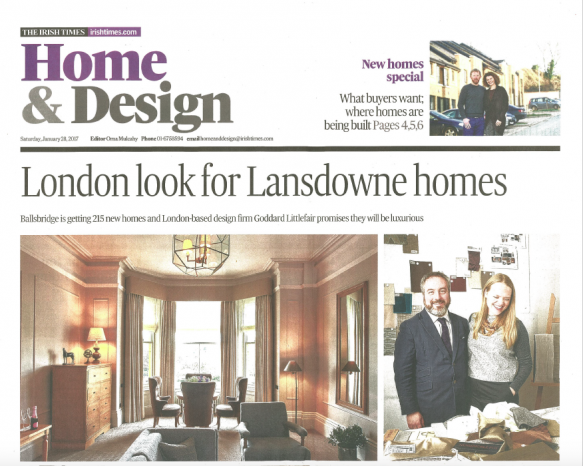 THE IRISH TIMES irishtimes.com
Home
& Design
Saturday, January 28, 2017 Editor Orna Mulcahy Phone 01-6758594 email homeanddesign@irishtimes.com
New homes
special
What buyers want;
where homes are
being built Pages 4,5,6
London look for Lansdowne homes
Ballsbridge is getting 215 new homes and London-based design firm Goddard Littlefair promises they will be luxurious